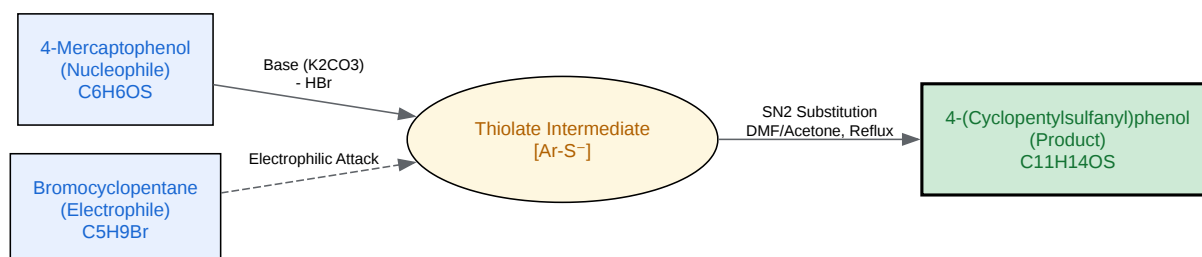 4-Mercaptophenol
(Nucleophile)
C6H6OS
Base (K2CO3)
- HBr
Bromocyclopentane
(Electrophile)
C5H9Br
Electrophilic Attack
Thiolate Intermediate
[Ar-S⁻]
SN2 Substitution
DMF/Acetone, Reflux
4-(Cyclopentylsulfanyl)phenol
(Product)
C11H14OS